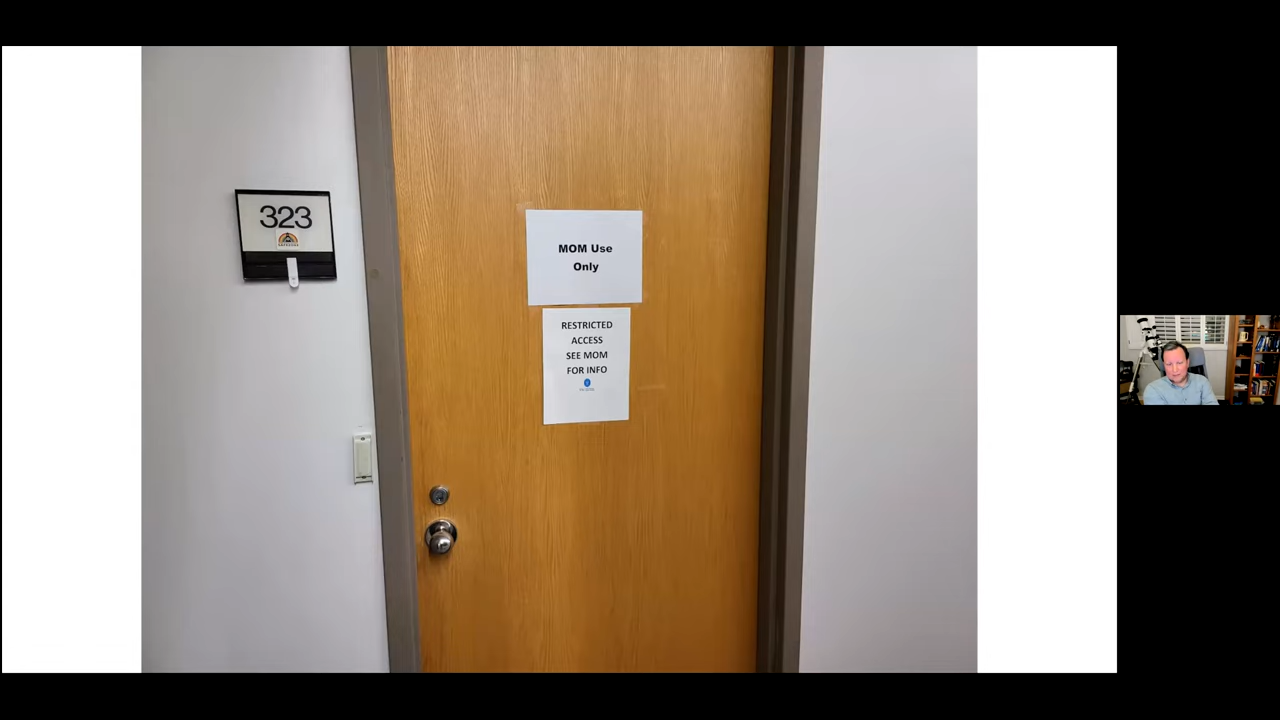 323
MOM Use
Only
RESTRICTED
ACCESS
SEE MOM
FOR INFO